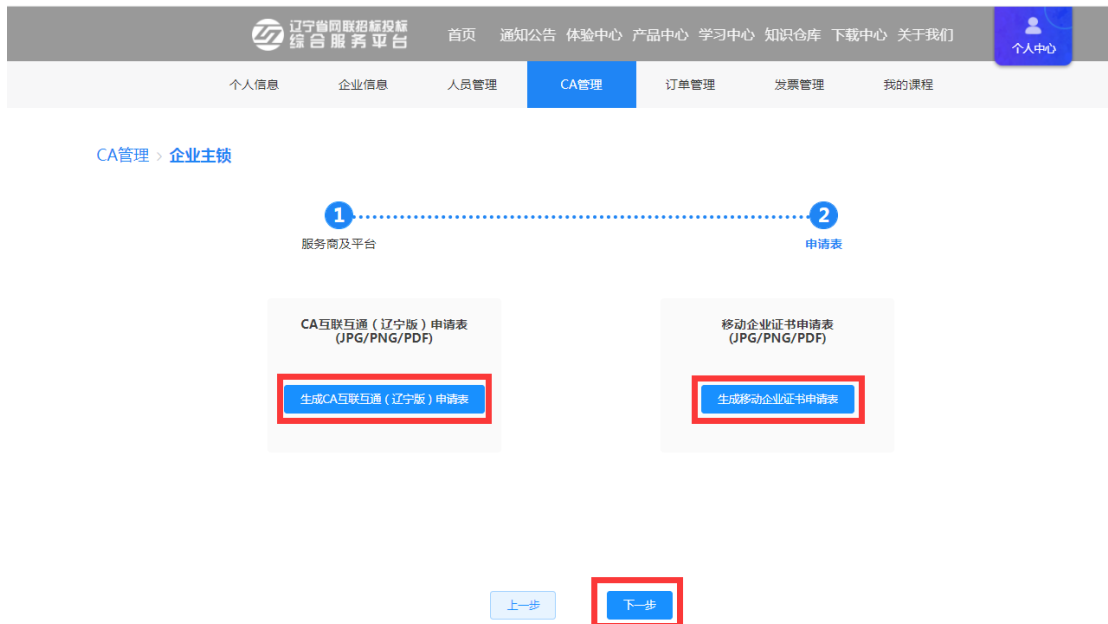 辽宁省网联招标投标
综合服务平台
首页 通知公告 体验中心 产品中心 学习中心 知识仓库 下载中心 关于我们
个人中心
个人信息 企业信息 人员管理 CA管理 订单管理 发票管理 我的课程
CA管理 > 企业主锁
1 2
服务商及平台 申请表
CA互联互通（辽宁版）申请表
(JPG/PNG/PDF)
生成CA互联互通（辽宁版）申请表
移动企业证书申请表
(JPG/PNG/PDF)
生成移动企业证书申请表
上一步 下一步